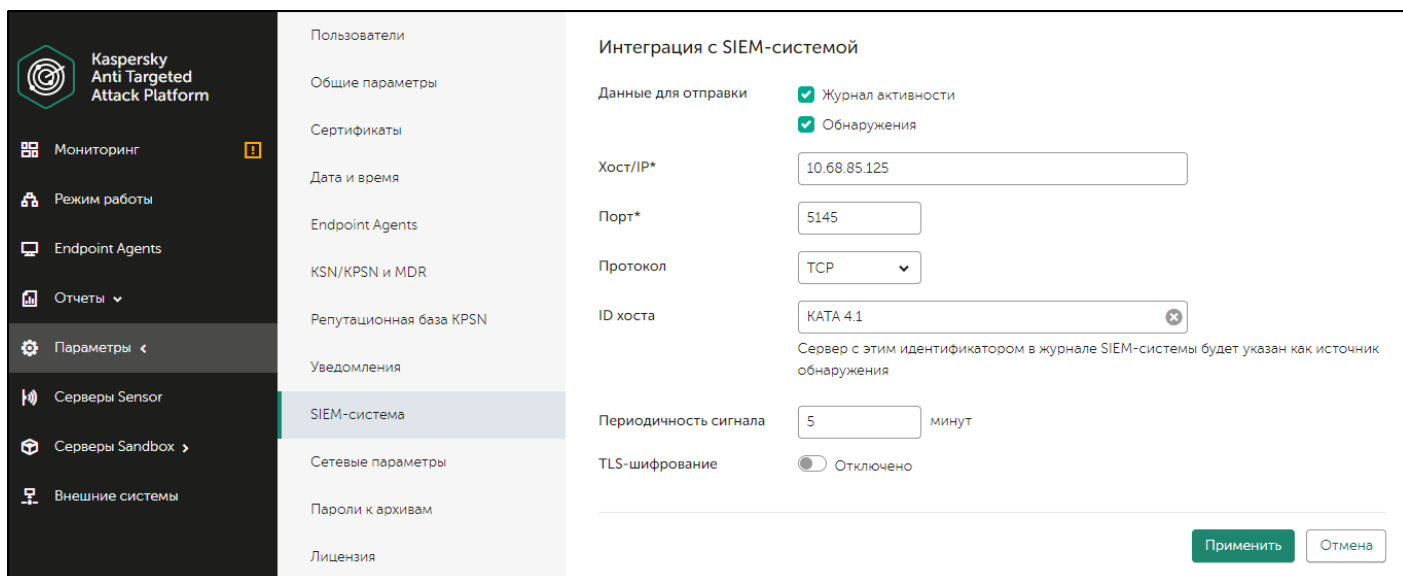 Kaspersky
Anti Targeted
Attack Platform
Мониторинг
Режим работы
Endpoint Agents
Отчеты
Параметры
Серверы Sensor
Серверы Sandbox
Внешние системы
Пользователи
Общие параметры
Сертификаты
Дата и время
Endpoint Agents
KSN/KPSN и MDR
Репутационная база KPSN
Уведомления
SIEM-система
Сетевые параметры
Пароли к архивам
Лицензия
Интеграция с SIEM-системой
Данные для отправки
Журнал активности
Обнаружения
Хост/IP*
10.68.85.125
Порт*
5145
Протокол
TCP
ID хоста
KATA 4.1
Сервер с этим идентификатором в журнале SIEM-системы будет указан как источник
обнаружения
Периодичность сигнала
5
минут
TLS-шифрование
Отключено
Применить
Отмена